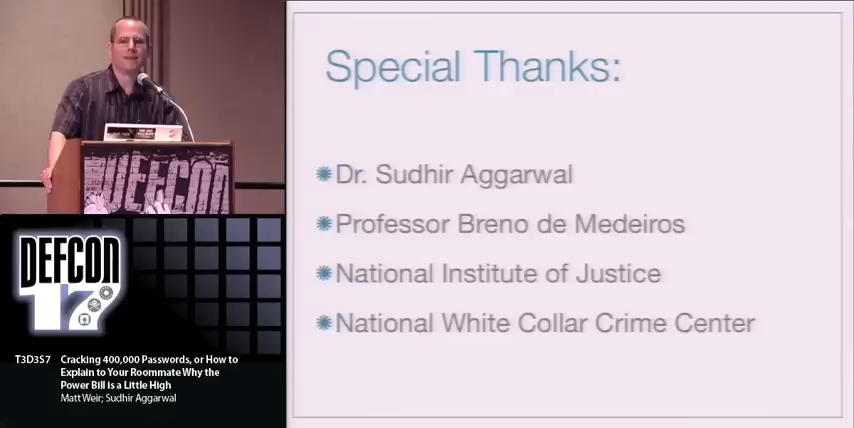 DEFCON
DEFCON
17
T3D3S7 Cracking 400,000 Passwords, or How to
Explain to Your Roommate Why the
Power Bill is a Little High
Matt Weir; Sudhir Aggarwal
Special Thanks:
Dr. Sudhir Aggarwal
Professor Breno de Medeiros
National Institute of Justice
National White Collar Crime Center